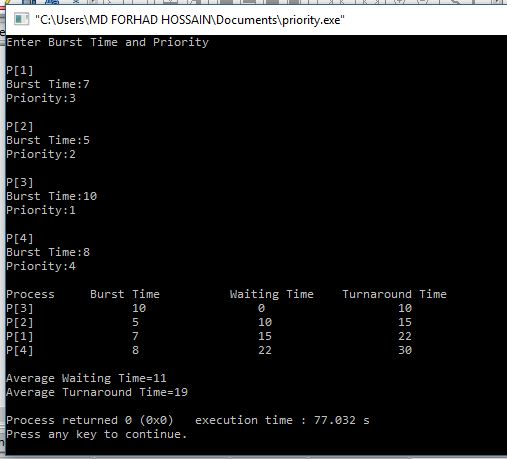 "C:\Users\MD FORHAD HOSSAIN\Documents\priority.exe"
Enter Burst Time and Priority
P[1]
Burst Time:7
Priority:3
P[2]
Burst Time:5
Priority:2
P[3]
Burst Time:10
Priority:1
P[4]
Burst Time:8
Priority:4
Process Burst Time Waiting Time Turnaround Time
P[3] 10 0 10
P[2] 5 10 15
P[1] 7 15 22
P[4] 8 22 30
Average Waiting Time=11
Average Turnaround Time=19
Process returned 0 (0x0) execution time : 77.032 s
Press any key to continue.